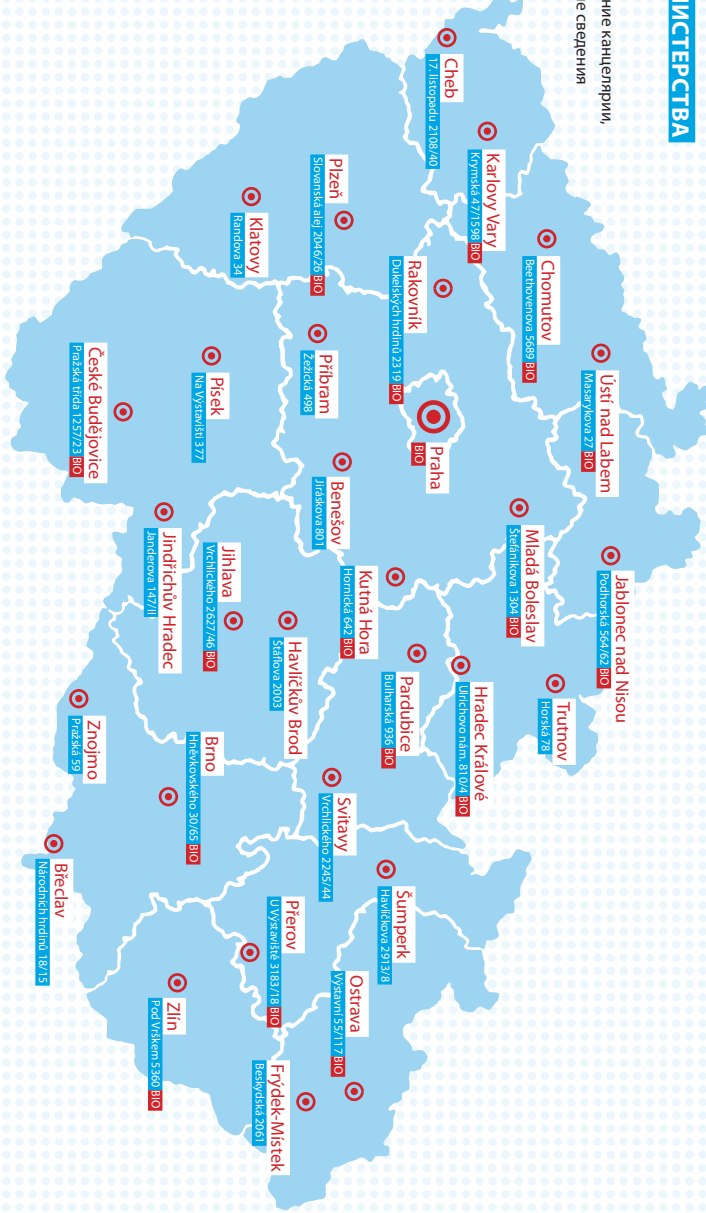 НИСТЕРСТВА
ние канцелярии,
е сведения
Jablonec nad Nisou
Podhorská 564/62 BIO
Ústí nad Labem
Masarykova 27 BIO
Trutnov
Horská 78
Chomutov
Beethovenova 5689 BIO
Mladá Boleslav
Štefánikova 1304 BIO
Karlovy Vary
Krymská 47/1598 BIO
Hradec Králové
Ulrichovo nám. 810/4 BIO
Cheb
17. listopadu 2108/40
Praha
BIO
Rakovník
Dukelských hrdinů 2319 BIO
Pardubice
Bulharská 936 BIO
Šumperk
Havlíčkova 2913/8
Kutná Hora
Hornická 642 BIO
Ostrava
Výstavní 55/117 BIO
Plzeň
Slovanská alej 2046/26 BIO
Benešov
Jiráskova 801
Svitavy
Vrchlického 2245/44
Příbram
Žežická 498
Havlíčkův Brod
Štáflova 2003
Přerov
U Výstaviště 3183/18 BIO
Frýdek-Místek
Beskydská 2061
Klatovy
Randova 34
Jihlava
Vrchlického 2627/46 BIO
Písek
Na Výstavišti 377
Brno
Hněvkovského 30/65 BIO
Jindřichův Hradec
Janderova 147/II
Zlín
Pod Vrškem 5360 BIO
České Budějovice
Pražská třída 1257/23 BIO
Znojmo
Pražská 59
Břeclav
Národních hrdinů 18/15